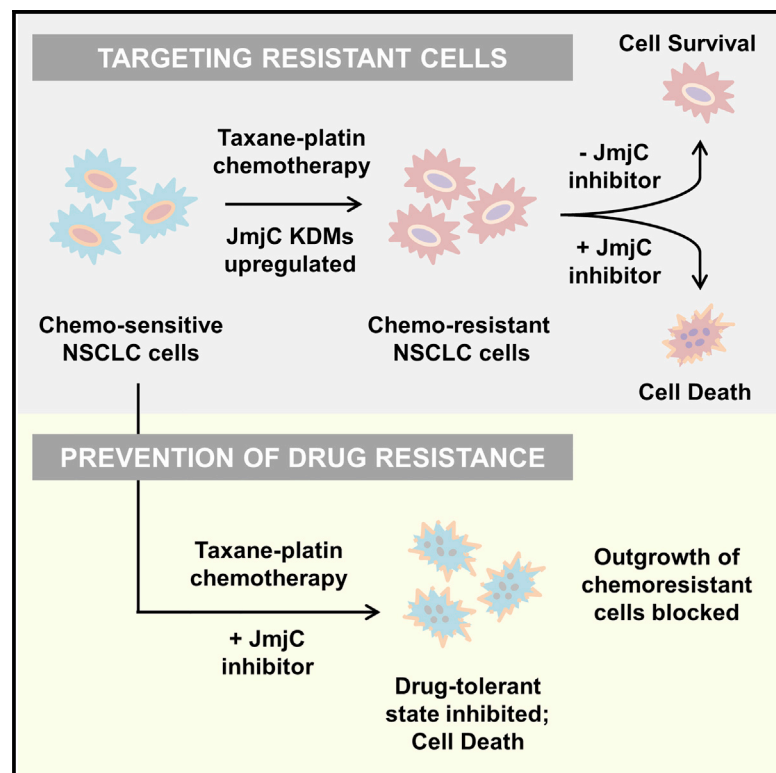 TARGETING RESISTANT CELLS
Cell Survival
Taxane-platin
chemotherapy
JmjC KDMs
upregulated
- JmjC
inhibitor
+ JmjC
inhibitor
Chemo-sensitive
NSCLC cells
Chemo-resistant
NSCLC cells
Cell Death
PREVENTION OF DRUG RESISTANCE
Taxane-platin
chemotherapy
+ JmjC
inhibitor
Outgrowth of
chemoresistant
cells blocked
Drug-tolerant
state inhibited;
Cell Death